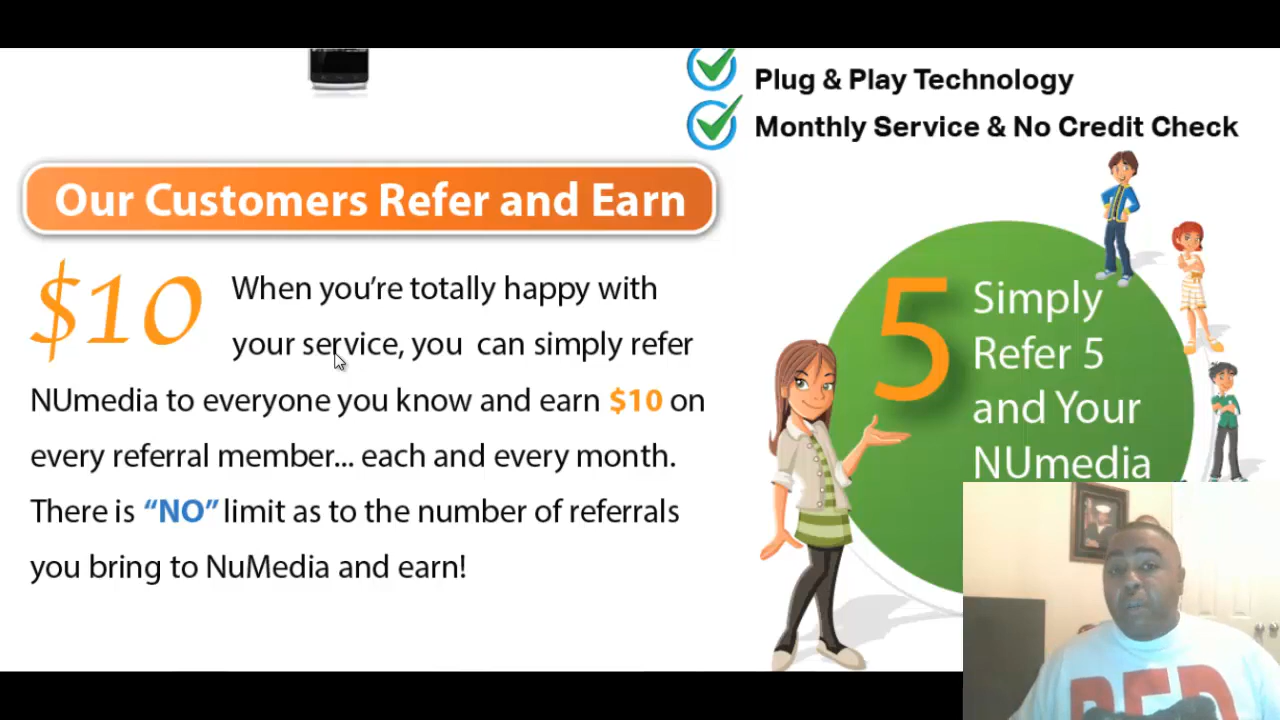 Plug & Play Technology
Monthly Service & No Credit Check
Our Customers Refer and Earn
$10
When you're totally happy with
your service, you can simply refer
NUmedia to everyone you know and earn $10 on
every referral member... each and every month.
There is "NO" limit as to the number of referrals
you bring to NuMedia and earn!
5
Simply
Refer 5
and Your
NUmedia